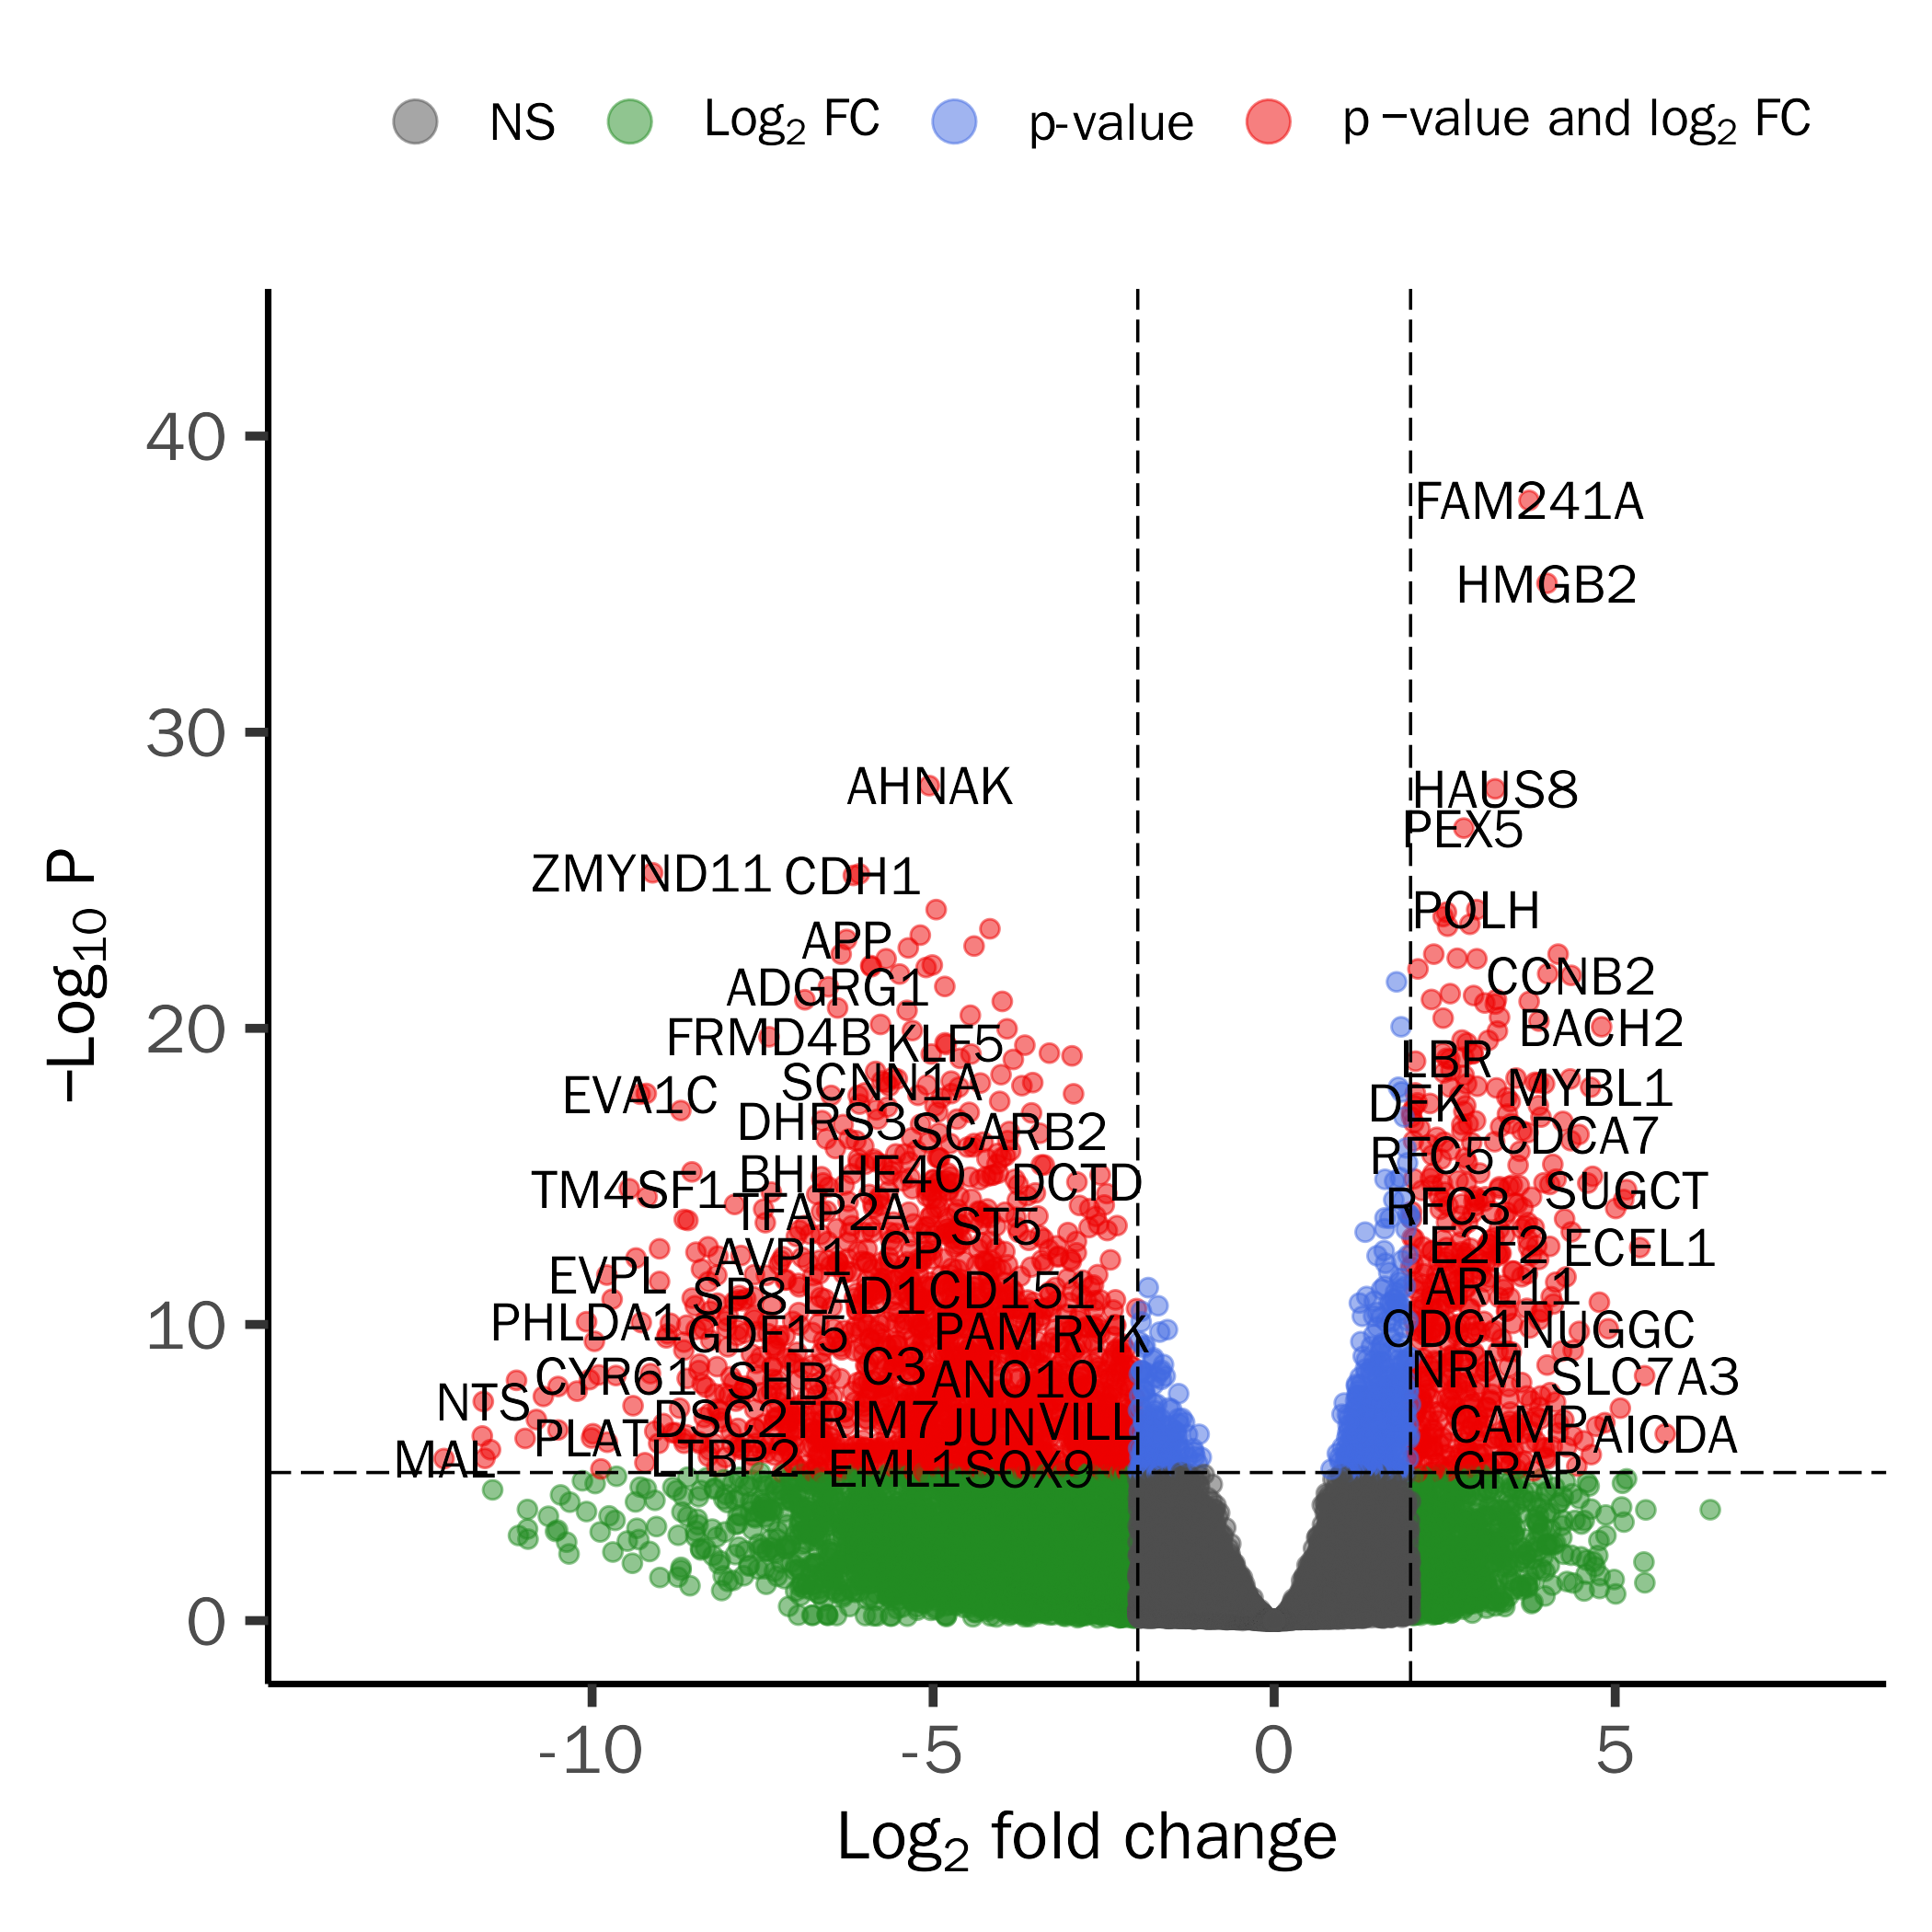 NS Log₂ FC p-value p −value and log₂ FC
−Log₁₀ P
40
30
20
10
0
FAM241A
HMGB2
AHNAK
HAUS8
PEX5
ZMYND11 CDH1
POLH
APP
CCNB2
ADGRG1
BACH2
FRMD4B KLF5
LBR
SCNN1A
MYBL1
EVA1C
DEK
DHRS3 SCARB2
CDCA7
RFC5
BHLHE40 DCTD
TM4SF1
SUGCT
TFAP2A
RFC3
ST5
E2F2 ECEL1
AVPI1 CP
EVPL
ARL11
SP8 LAD1 CD151
PHLDA1
ODC1 NUGGC
GDF15 PAM RYK
C3
NRM SLC7A3
CYR61 SHB ANO10
NTS
DSC2 TRIM7 JUN VILL
CAMP AICDA
PLAT
MAL LTBP2
EML1 SOX9
GRAP
-10 -5 0 5
Log₂ fold change